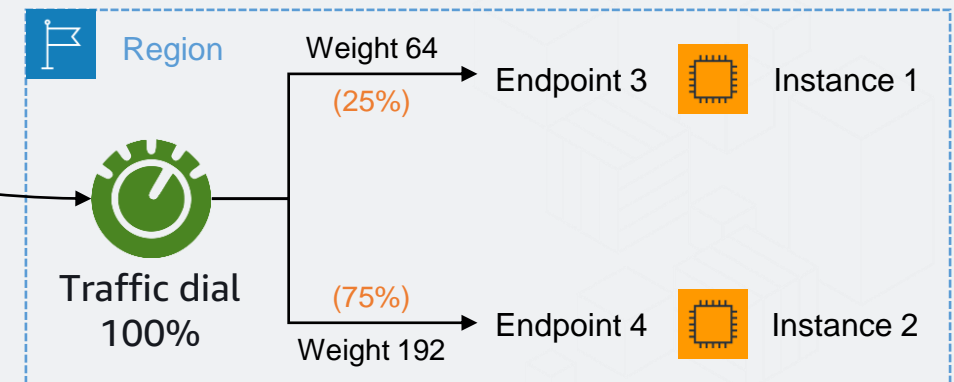 Region
Weight 64
(25%)
Endpoint 3
Instance 1
Traffic dial
100%
(75%)
Weight 192
Endpoint 4
Instance 2